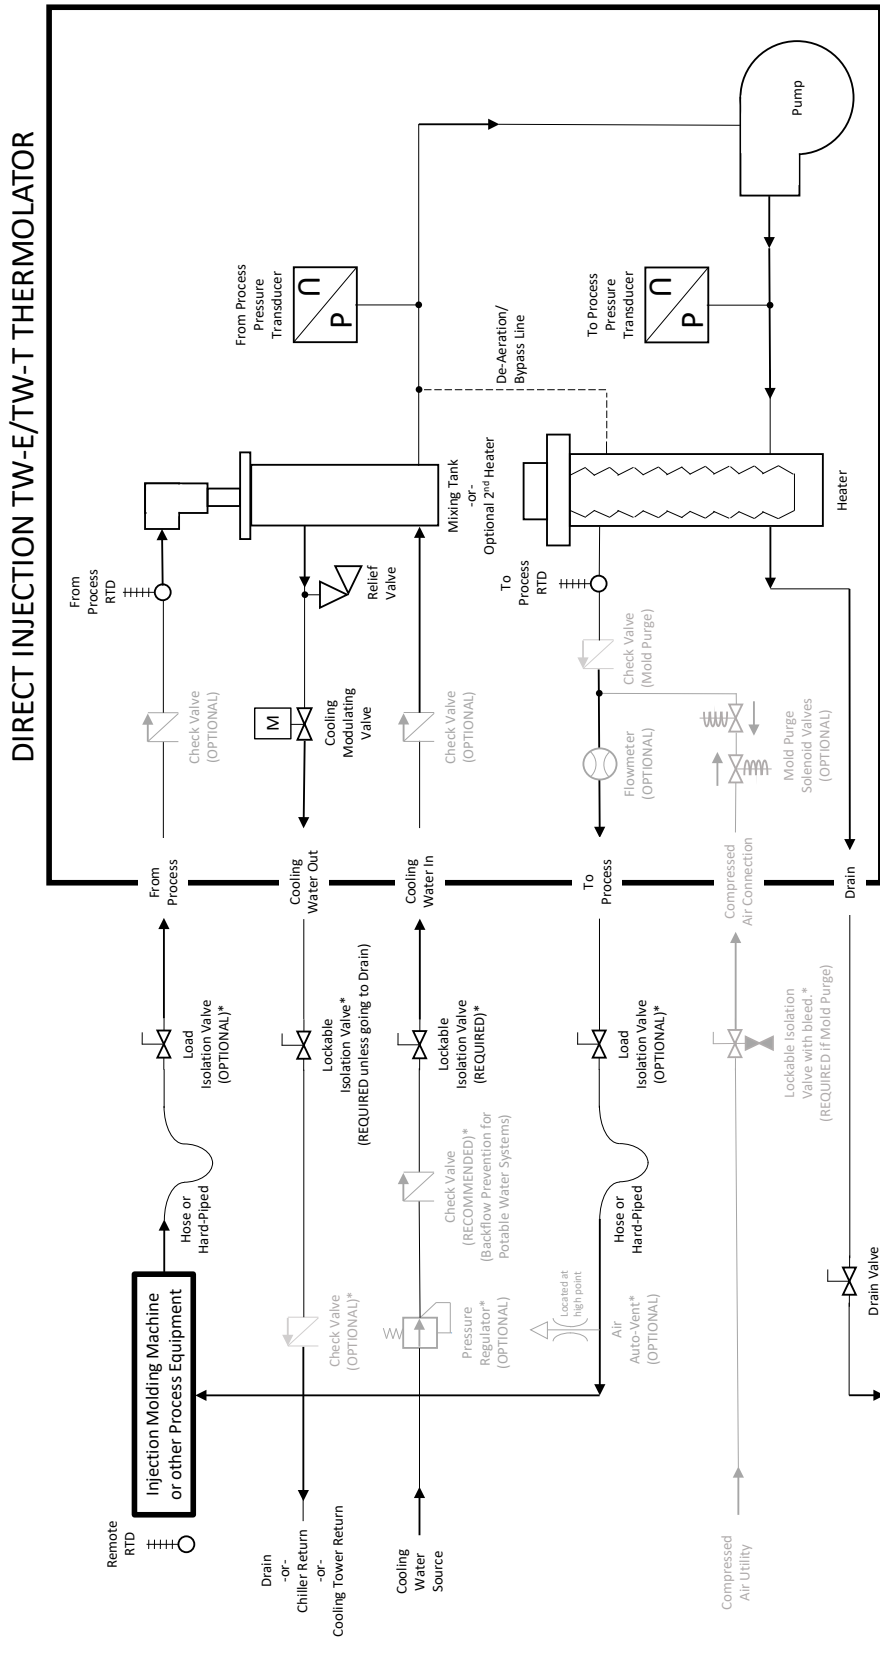 DIRECT INJECTION TW-E/TW-T THERMOLATOR
Remote
RTD
Injection Molding Machine
or other Process Equipment
Hose or
Hard-Piped
Load
Isolation Valve
(OPTIONAL)*
From
Process
Check Valve
(OPTIONAL)
From
Process
RTD
Drain
-or-
Chiller Return
-or-
Cooling Tower Return
Check Valve
(OPTIONAL)*
Lockable
Isolation Valve*
(REQUIRED unless going to Drain)
Cooling
Water Out
M
Cooling
Modulating
Valve
Relief
Valve
From Process
Pressure
Transducer
P
U
Cooling
Water
Source
Pressure
Regulator*
(OPTIONAL)
Check Valve
(RECOMMENDED)*
(Backflow Prevention for
Potable Water Systems)
Lockable
Isolation Valve
(REQUIRED)*
Cooling
Water In
Check Valve
(OPTIONAL)
Mixing Tank
-or-
Optional 2nd Heater
De-Aeration/
Bypass Line
Located at
high point
Air
Auto-Vent*
(OPTIONAL)
Hose or
Hard-Piped
Load
Isolation Valve
(OPTIONAL)*
To
Process
Flowmeter
(OPTIONAL)
Check Valve
(Mold Purge)
To
Process
RTD
To Process
Pressure
Transducer
P
U
Pump
Compressed
Air Utility
Lockable Isolation
Valve with bleed.*
(REQUIRED if Mold Purge)
Compressed
Air Connection
Mold Purge
Solenoid Valves
(OPTIONAL)
Heater
Drain Valve
Drain